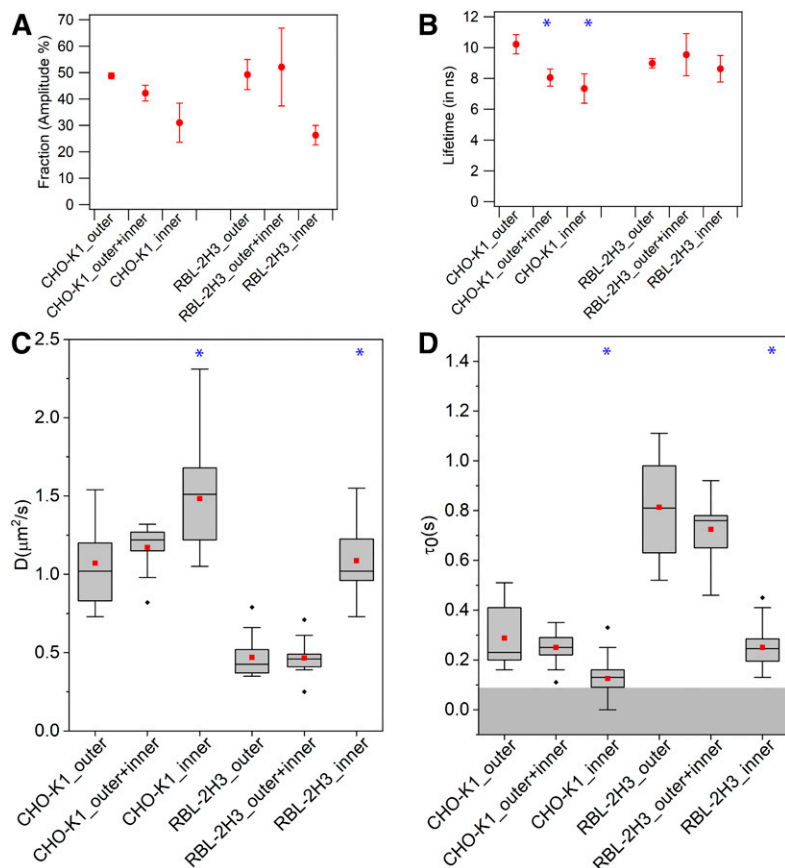 A
Fraction (Amplitude %)
70
60
50
40
30
20
10
0
CHO-K1_outer
CHO-K1_outer+inner
CHO-K1_inner
RBL-2H3_outer
RBL-2H3_outer+inner
RBL-2H3_inner
B
Lifetime (in ns)
12
10
8
6
4
2
0
*
*
CHO-K1_outer
CHO-K1_outer+inner
CHO-K1_inner
RBL-2H3_outer
RBL-2H3_outer+inner
RBL-2H3_inner
C
D(μm²/s)
2.5
2.0
1.5
1.0
0.5
0.0
*
*
CHO-K1_outer
CHO-K1_outer+inner
CHO-K1_inner
RBL-2H3_outer
RBL-2H3_outer+inner
RBL-2H3_inner
D
τ0(s)
1.4
1.2
1.0
0.8
0.6
0.4
0.2
0.0
*
*
CHO-K1_outer
CHO-K1_outer+inner
CHO-K1_inner
RBL-2H3_outer
RBL-2H3_outer+inner
RBL-2H3_inner